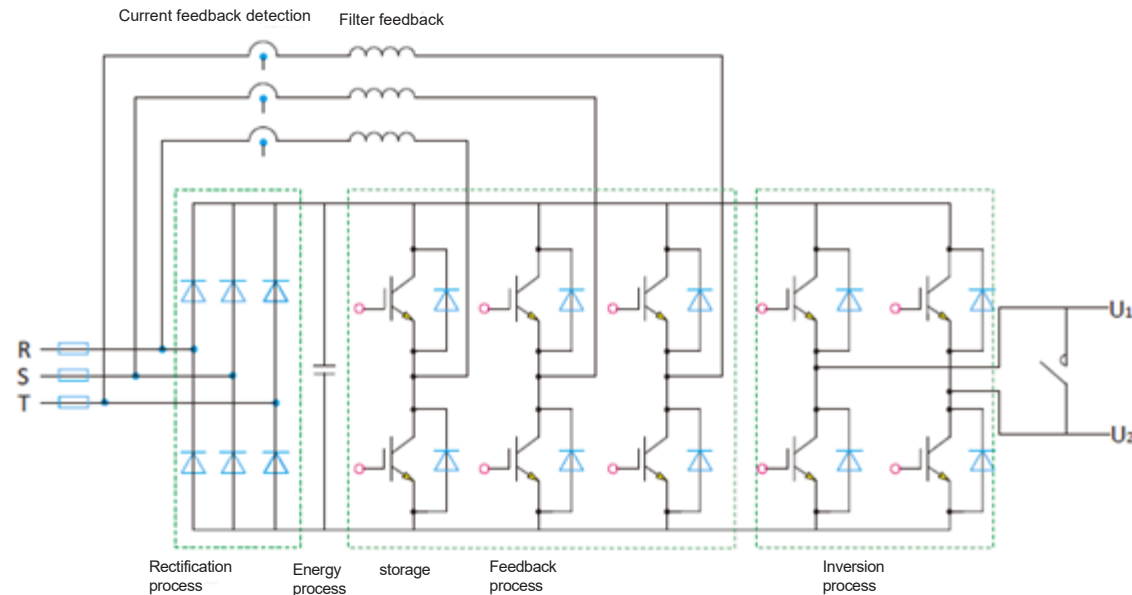 Current feedback detection
Filter feedback
R
S
T
U1
U2
Rectification
process
Energy storage
process
Feedback
process
Inversion
process